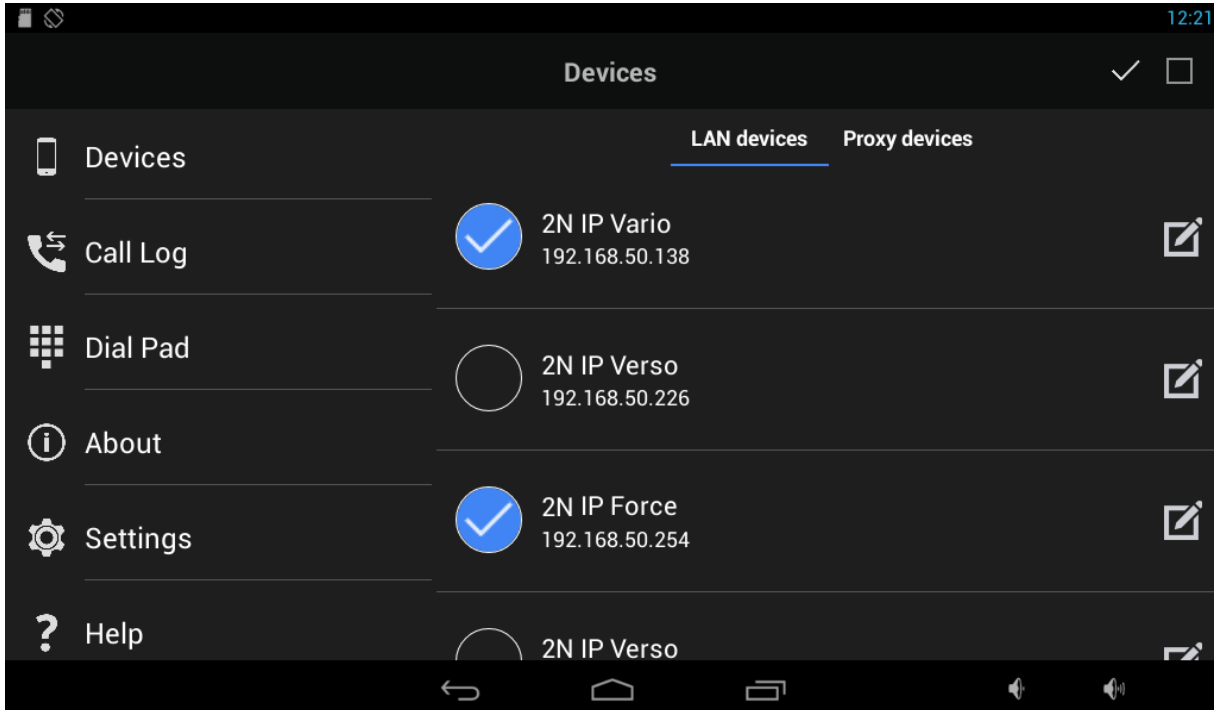 12:21
Devices
LAN devices Proxy devices
Devices
Call Log
Dial Pad
About
Settings
Help
2N IP Vario
192.168.50.138
2N IP Verso
192.168.50.226
2N IP Force
192.168.50.254
2N IP Verso